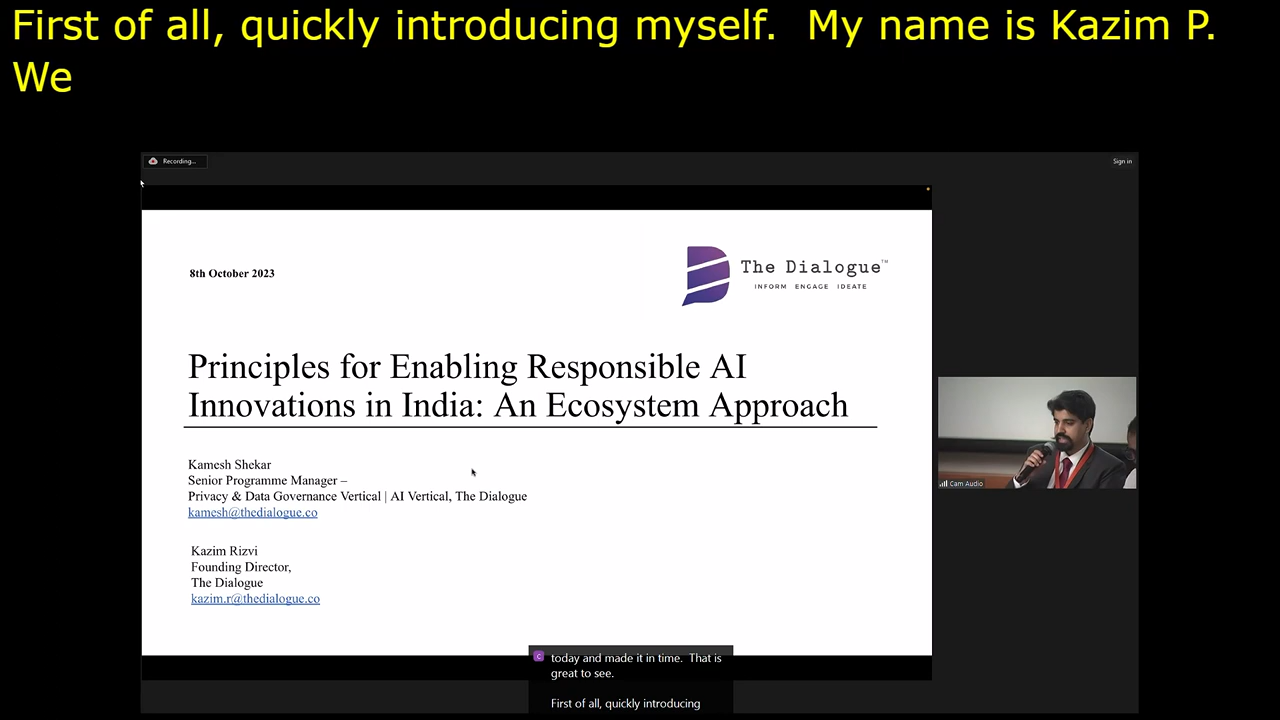 First of all, quickly introducing myself.  My name is Kazim P.
We
Recording...
Sign in
8th October 2023
The Dialogue™
INFORM ENGAGE IDEATE
Principles for Enabling Responsible AI
Innovations in India: An Ecosystem Approach
Kamesh Shekar
Senior Programme Manager –
Privacy & Data Governance Vertical | AI Vertical, The Dialogue
kamesh@thedialogue.co
Kazim Rizvi
Founding Director,
The Dialogue
kazim.r@thedialogue.co
Cam Audio
C
today and made it in time.  That is
great to see.
First of all, quickly introducing